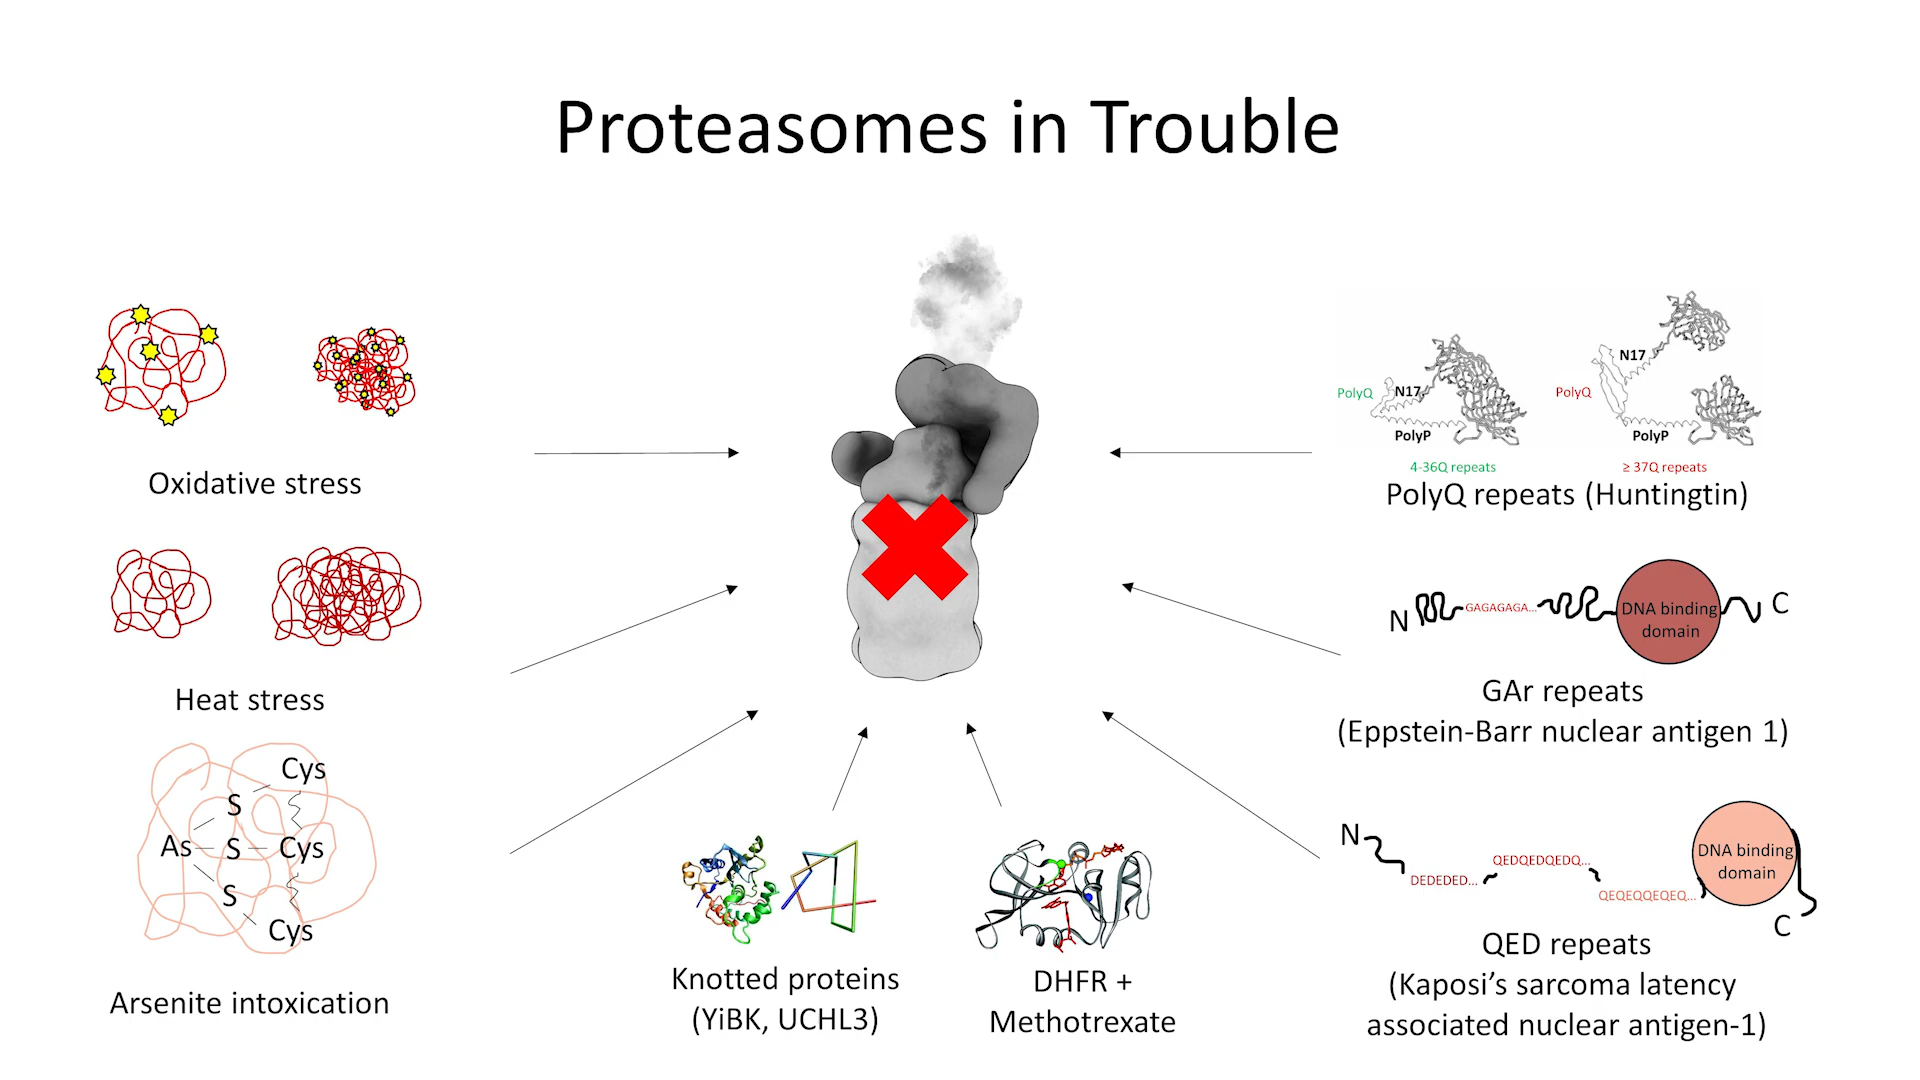 Proteasomes in Trouble
Oxidative stress
Heat stress
Cys
S
As
S
Cys
S
Cys
Arsenite intoxication
Knotted proteins
(YiBK, UCHL3)
DHFR +
Methotrexate
PolyQ
N17
PolyP
4-36Q repeats
PolyQ
N17
PolyP
≥ 37Q repeats
PolyQ repeats (Huntingtin)
N
GAGAGAGA...
DNA binding
domain
C
GAr repeats
(Eppstein-Barr nuclear antigen 1)
N
DEDEDED...
QEDQEDQEDQ...
QEQEQQEQEQ...
DNA binding
domain
C
QED repeats
(Kaposi’s sarcoma latency
associated nuclear antigen-1)